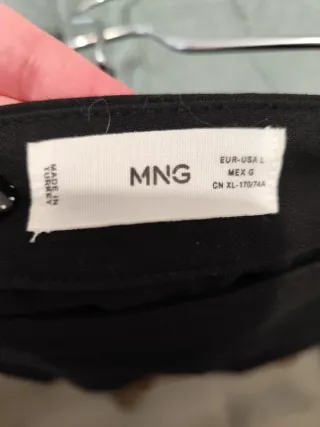 MADE IN
TURKEY
MNG
EUR-USA L
MEX G
CN XL-170/74A